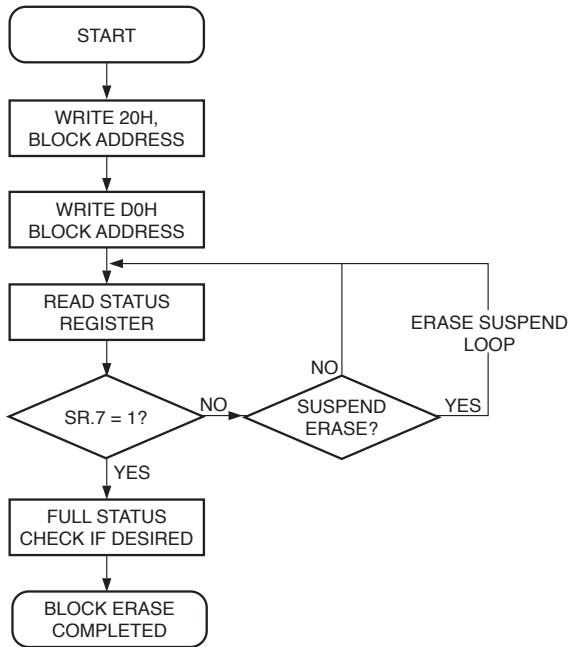 START
WRITE 20H,
BLOCK ADDRESS
WRITE D0H
BLOCK ADDRESS
READ STATUS
REGISTER
ERASE SUSPEND
LOOP
SR.7 = 1?
NO
NO
SUSPEND
ERASE?
YES
YES
FULL STATUS
CHECK IF DESIRED
BLOCK ERASE
COMPLETED